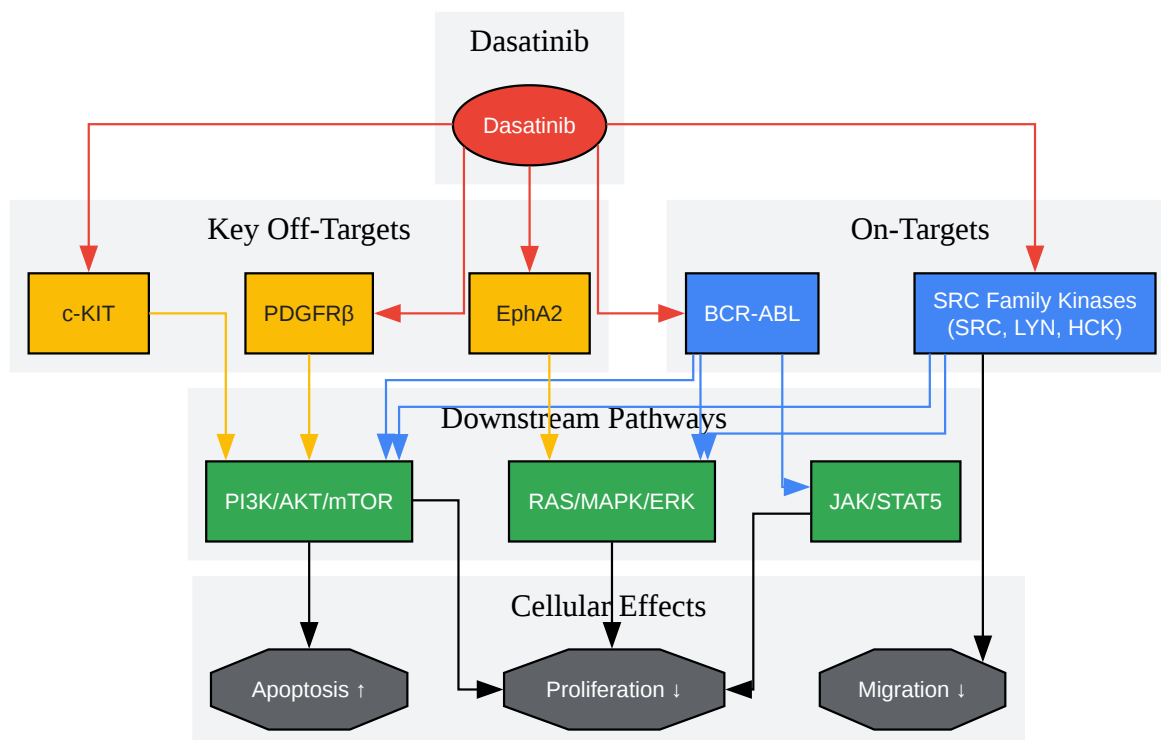 Dasatinib
Dasatinib
Key Off-Targets
On-Targets
c-KIT
PDGFRβ
EphA2
BCR-ABL
SRC Family Kinases
(SRC, LYN, HCK)
Downstream Pathways
PI3K/AKT/mTOR
RAS/MAPK/ERK
JAK/STAT5
Cellular Effects
Apoptosis ↑
Proliferation ↓
Migration ↓